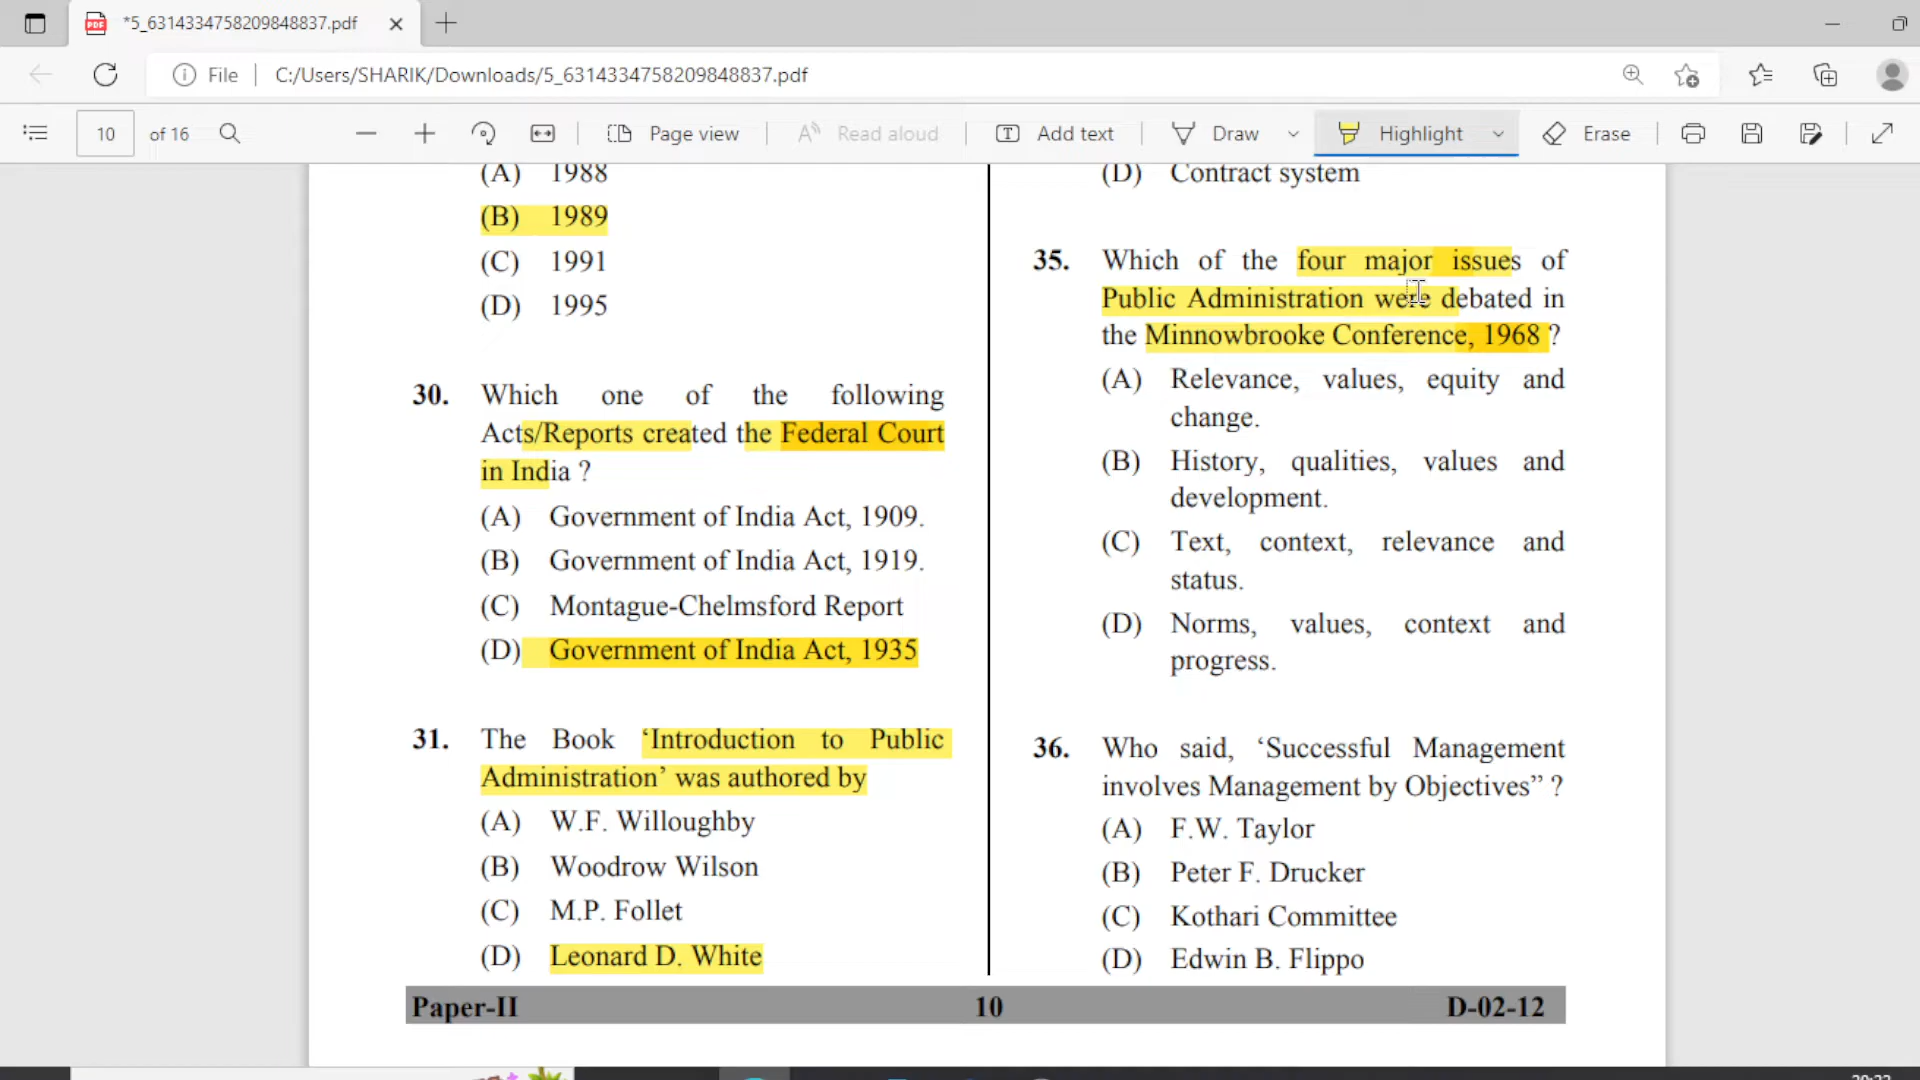 *5_6314334758209848837.pdf
File
C:/Users/SHARIK/Downloads/5_6314334758209848837.pdf
10 of 16
Page view
Read aloud
Add text
Draw
Highlight
Erase
(A) 1988
(B) 1989
(C) 1991
(D) 1995
30. Which one of the following
Acts/Reports created the Federal Court
in India ?
(A) Government of India Act, 1909.
(B) Government of India Act, 1919.
(C) Montague-Chelmsford Report
(D) Government of India Act, 1935
31. The Book ‘Introduction to Public
Administration’ was authored by
(A) W.F. Willoughby
(B) Woodrow Wilson
(C) M.P. Follet
(D) Leonard D. White
(D) Contract system
35. Which of the four major issues of
Public Administration were debated in
the Minnowbrooke Conference, 1968 ?
(A) Relevance, values, equity and
change.
(B) History, qualities, values and
development.
(C) Text, context, relevance and
status.
(D) Norms, values, context and
progress.
36. Who said, ‘Successful Management
involves Management by Objectives” ?
(A) F.W. Taylor
(B) Peter F. Drucker
(C) Kothari Committee
(D) Edwin B. Flippo
Paper-II 10 D-02-12